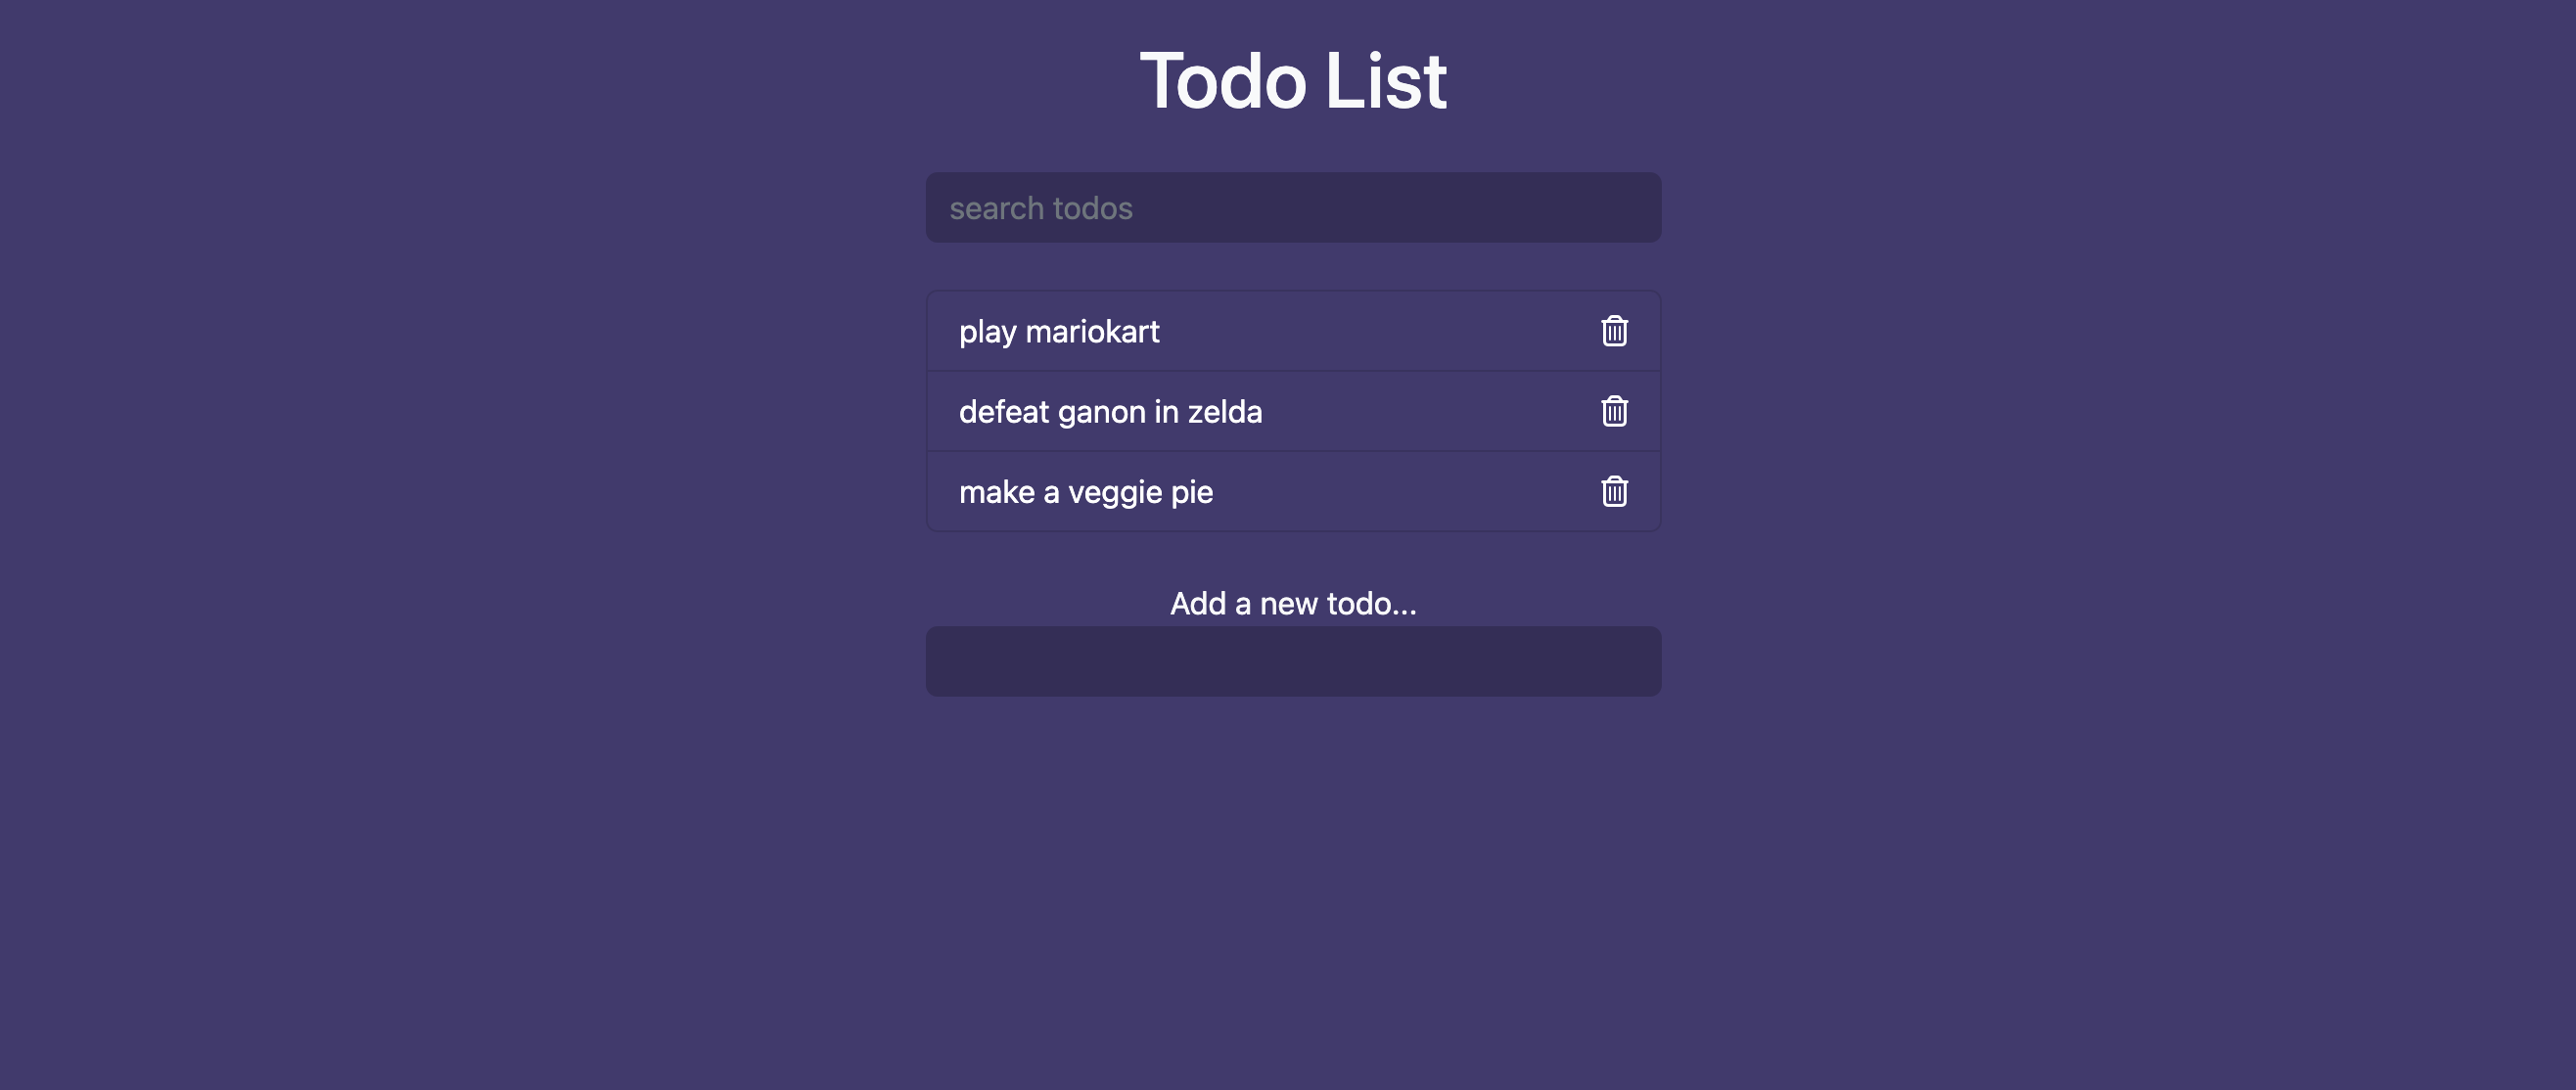 Todo List
search todos
play mariokart
defeat ganon in zelda
make a veggie pie
Add a new todo...